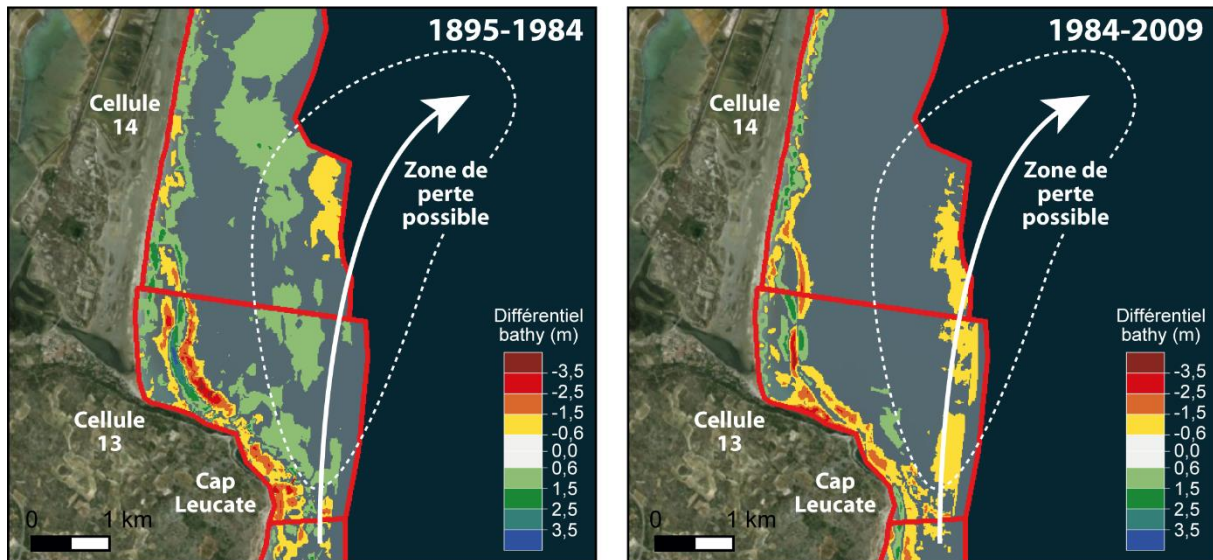 1895-1984
Cellule
14
Zone de
perte
possible
Différentiel
bathy (m)
-3,5
-2,5
-1,5
-0,6
0,0
0,6
1,5
2,5
3,5
Cellule
13
Cap
Leucate
0 1 km
1984-2009
Cellule
14
Zone de
perte
possible
Différentiel
bathy (m)
-3,5
-2,5
-1,5
-0,6
0,0
0,6
1,5
2,5
3,5
Cellule
13
Cap
Leucate
0 1 km